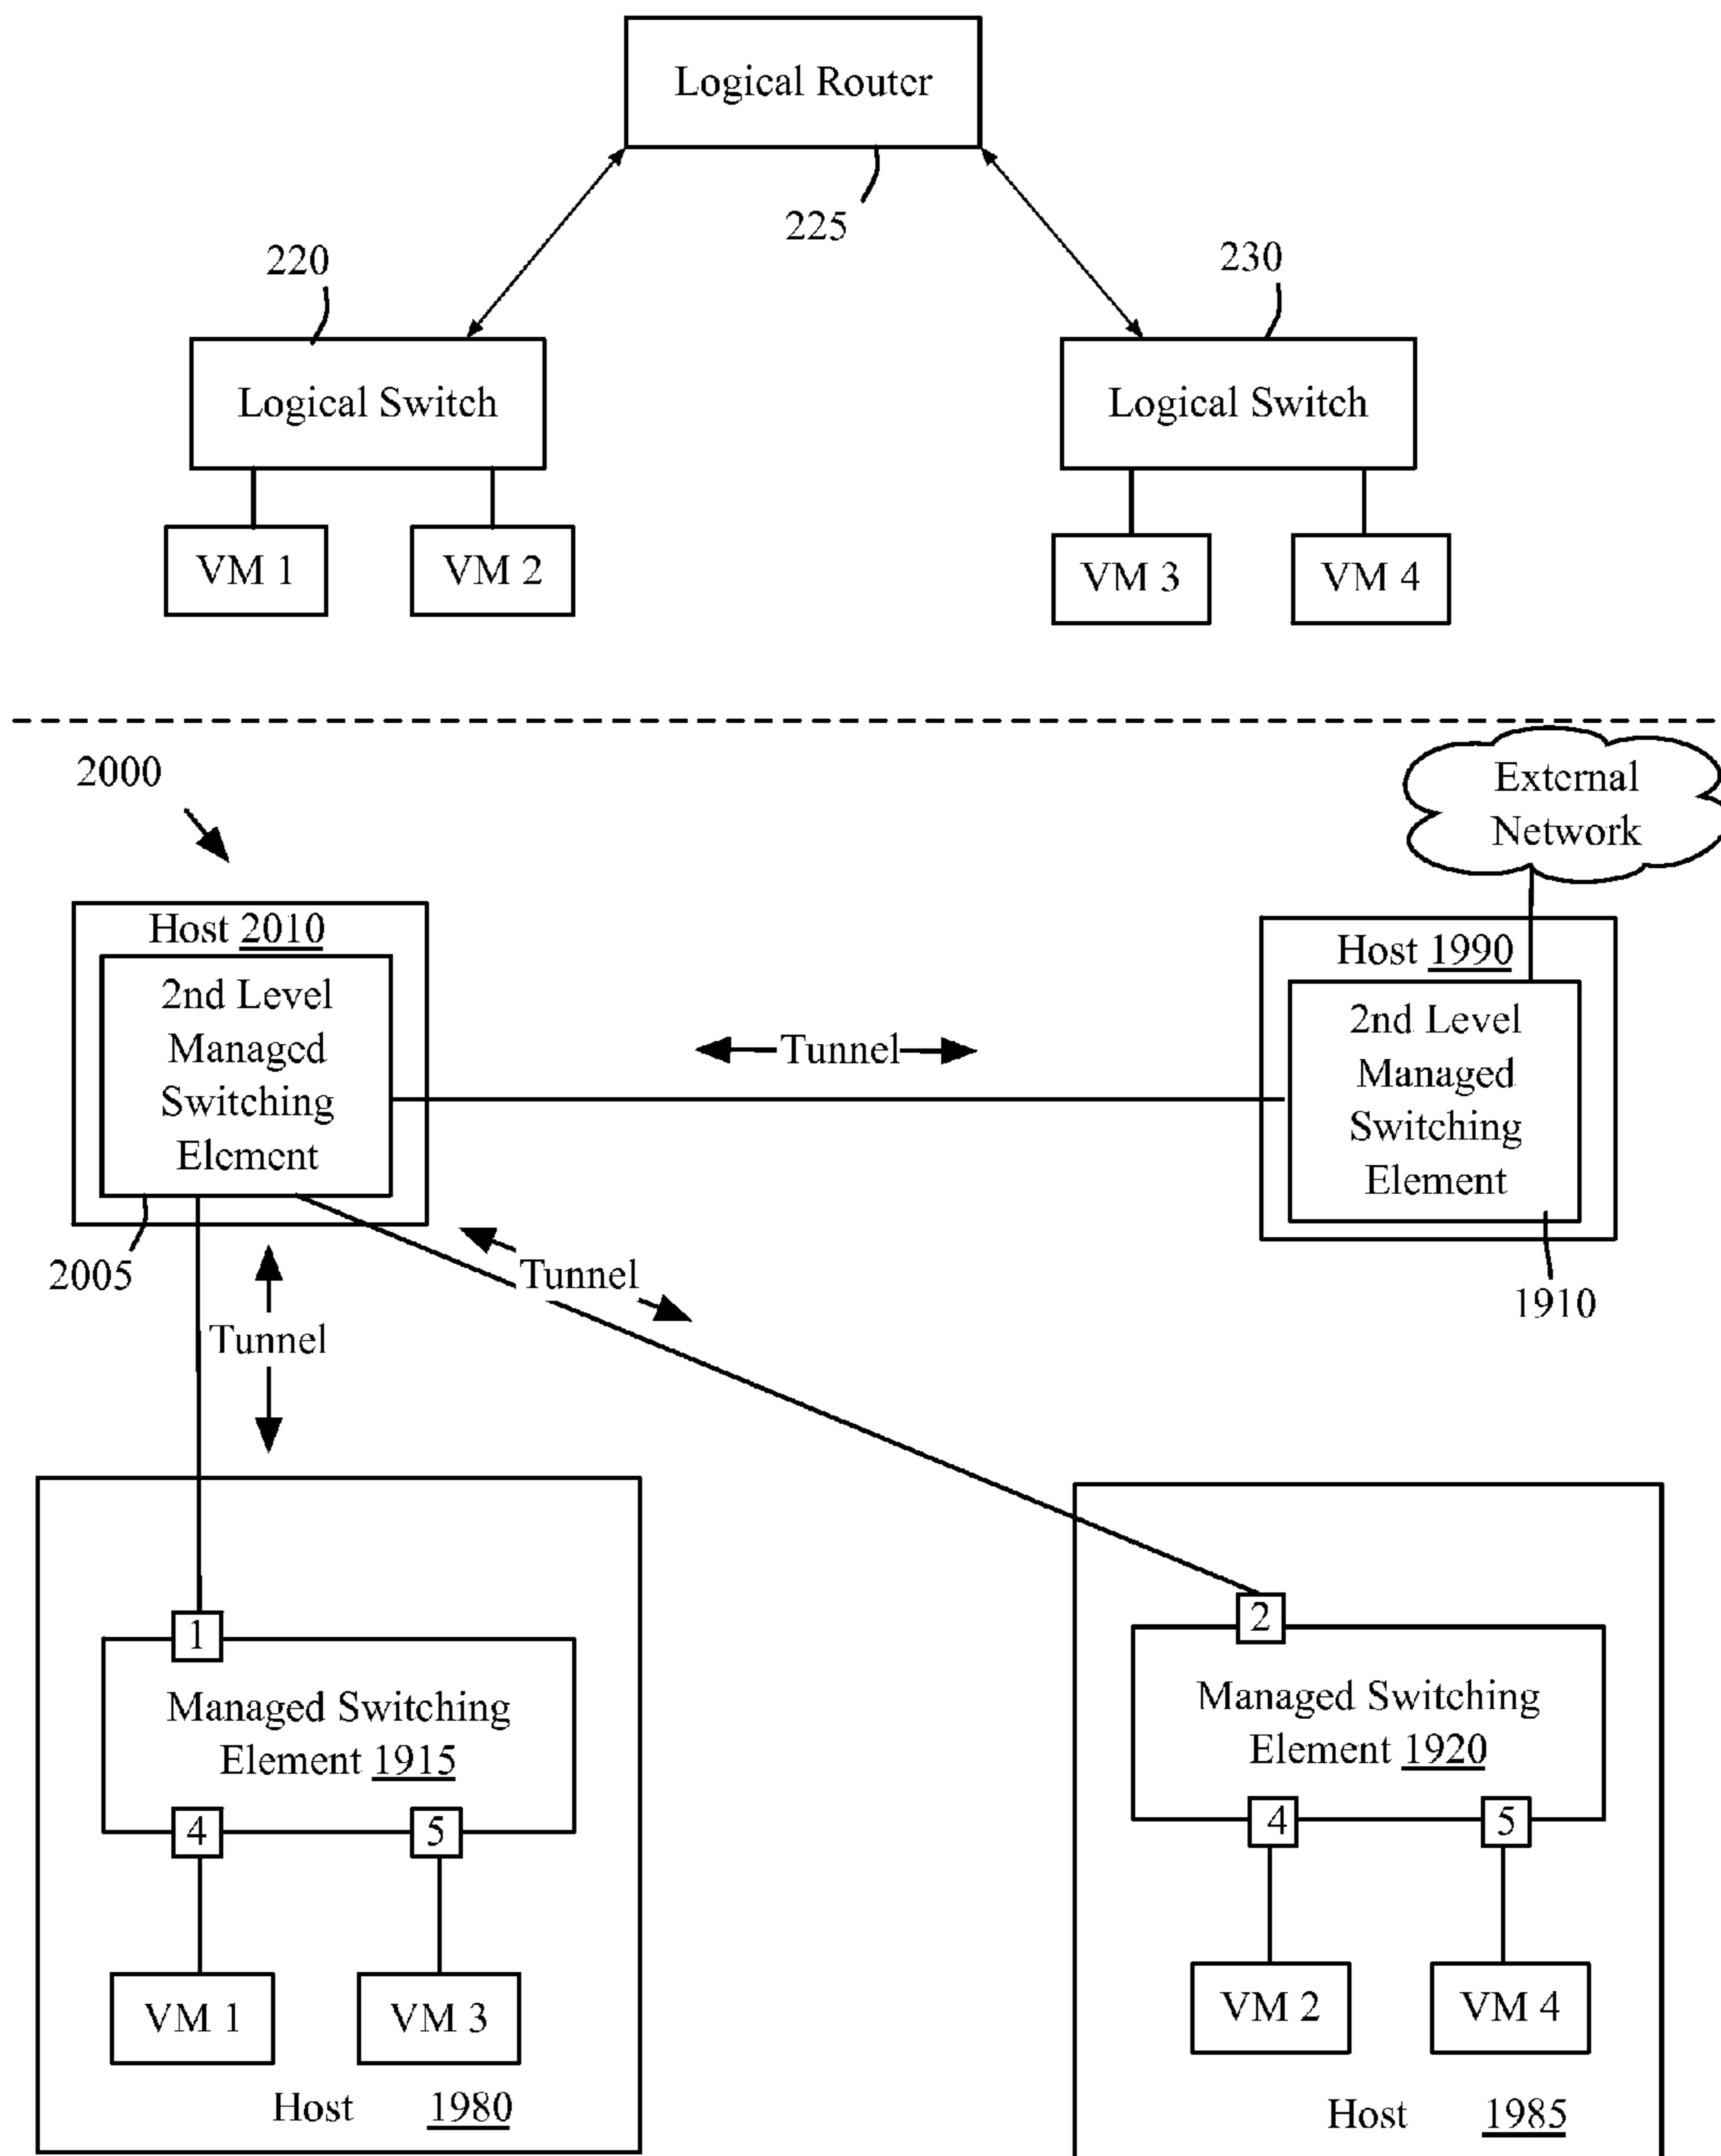 Logical Router
225
220
230
Logical Switch
Logical Switch
VM 1
VM 2
VM 3
VM 4
2000
External
Network
Host 2010
2nd Level
Managed
Switching
Element
2005
Host 1990
2nd Level
Managed
Switching
Element
1910
Tunnel
Tunnel
Tunnel
1
Managed Switching
Element 1915
4
5
VM 1
VM 3
Host 1980
2
Managed Switching
Element 1920
4
5
VM 2
VM 4
Host 1985